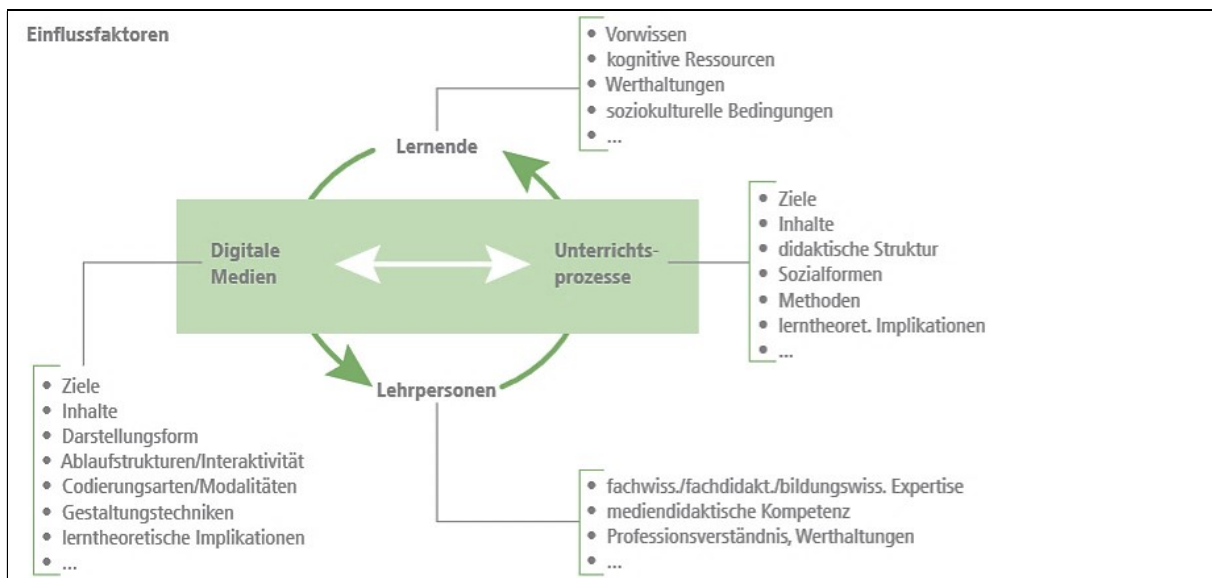 Einflussfaktoren
• Vorwissen
• kognitive Ressourcen
• Werthaltungen
• soziokulturelle Bedingungen
• ...
Lernende
Digitale
Medien
Unterrichts-
prozesse
• Ziele
• Inhalte
• didaktische Struktur
• Sozialformen
• Methoden
• lerntheoret. Implikationen
• ...
Lehrpersonen
• Ziele
• Inhalte
• Darstellungsform
• Ablaufstrukturen/Interaktivität
• Codierungsarten/Modalitäten
• Gestaltungstechniken
• lerntheoretische Implikationen
• ...
• fachwiss./fachdidakt./bildungswiss. Expertise
• mediendidaktische Kompetenz
• Professionsverständnis, Werthaltungen
• ...